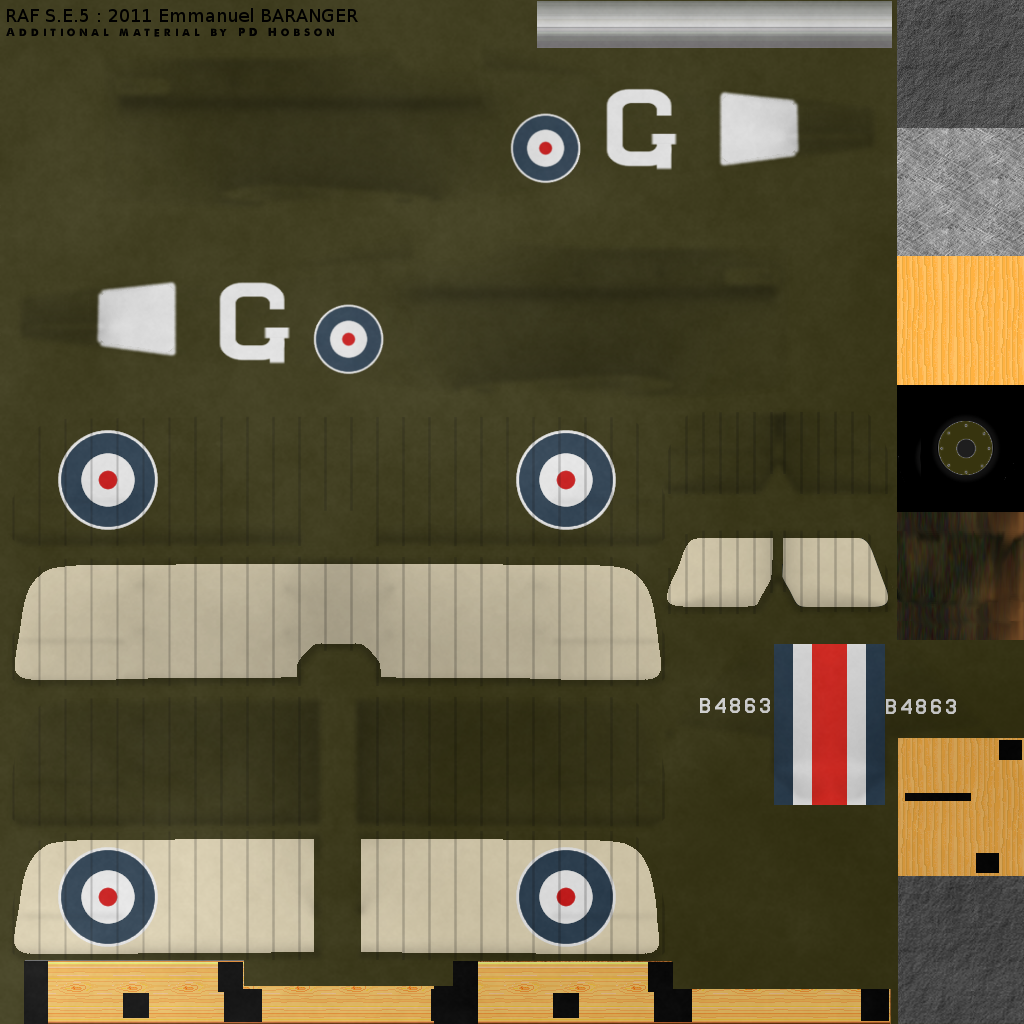 RAF S.E.5 : 2011 Emmanuel BARANGER
ADDITIONAL MATERIAL BY PD HOBSON
G
G
B4863 B4863